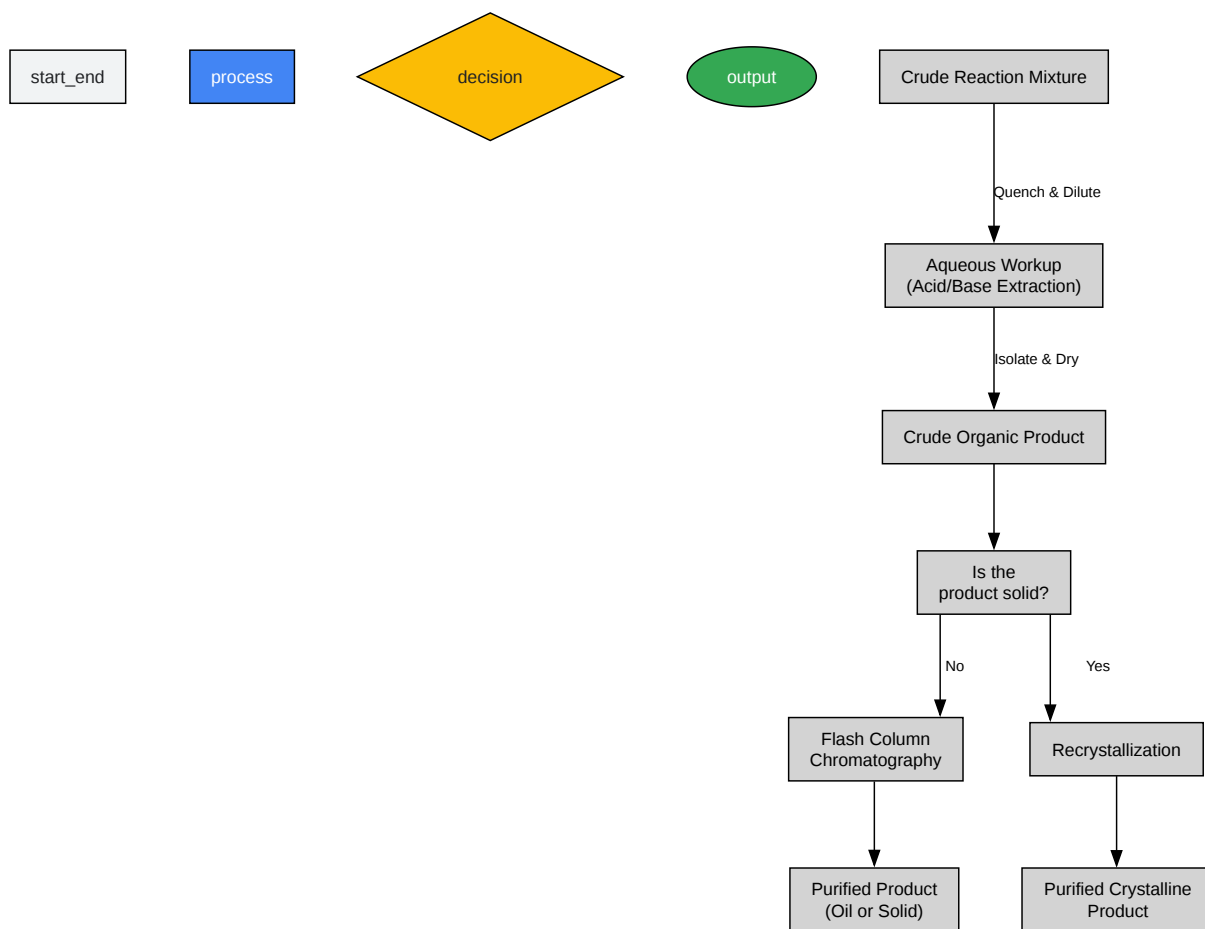 start_end
process
decision
output
Crude Reaction Mixture
Quench & Dilute
Aqueous Workup
(Acid/Base Extraction)
Isolate & Dry
Crude Organic Product
Is the
product solid?
No
Yes
Flash Column
Chromatography
Recrystallization
Purified Product
(Oil or Solid)
Purified Crystalline
Product